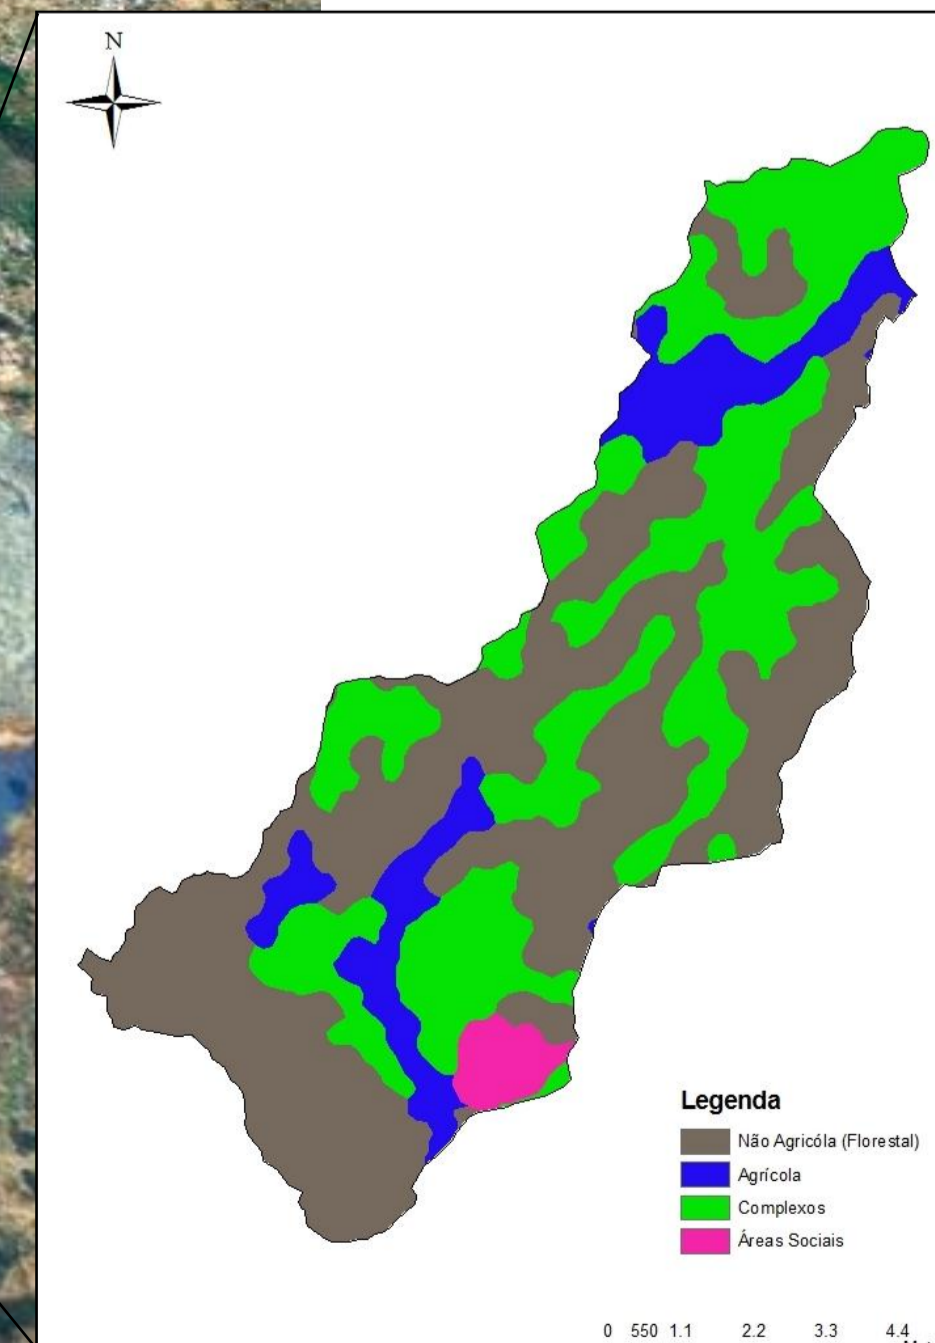 N
Legenda
Não Agricóla (Florestal)
Agrícola
Complexos
Áreas Sociais
0 550 1.1 2.2 3.3 4.4